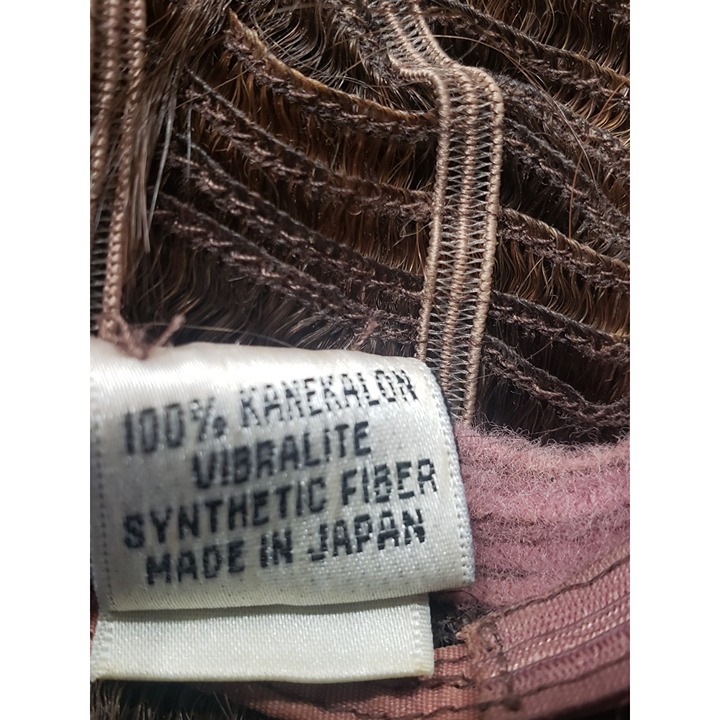 100% KANEKALON
VIBRALITE
SYNTHETIC FIBER
MADE IN JAPAN